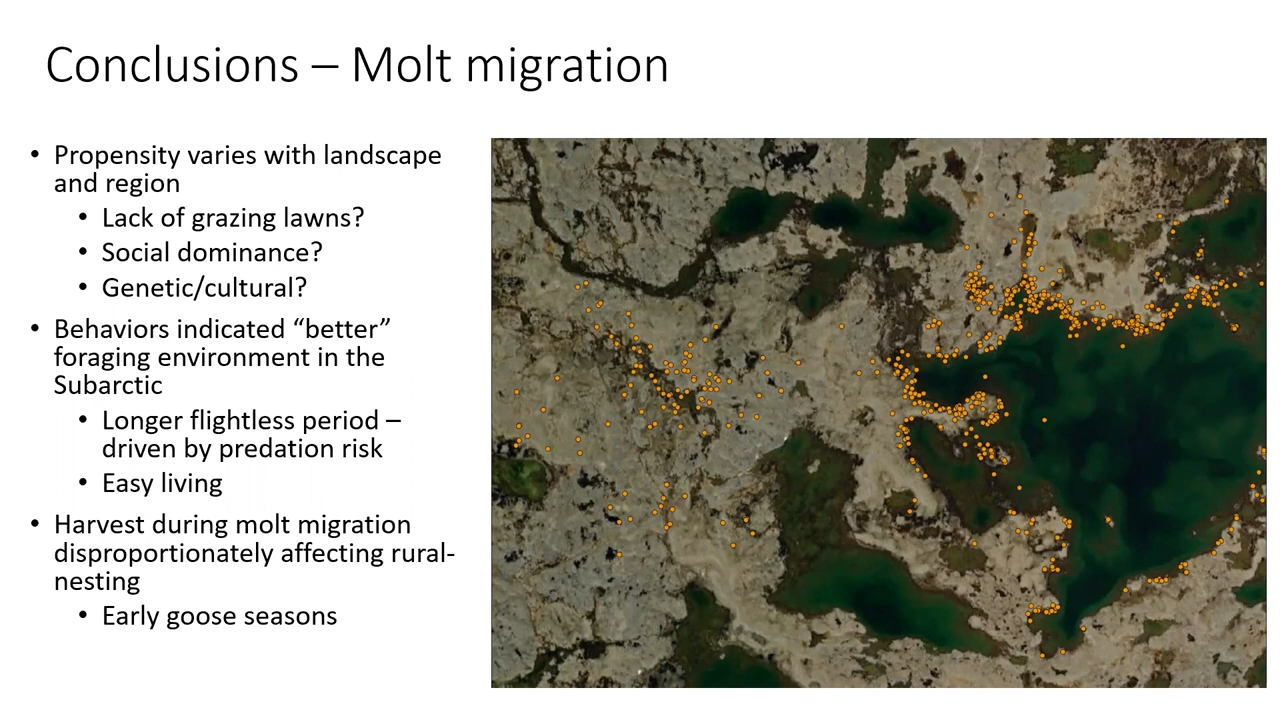 Conclusions – Molt migration
• Propensity varies with landscape
and region
• Lack of grazing lawns?
• Social dominance?
• Genetic/cultural?
• Behaviors indicated “better”
foraging environment in the
Subarctic
• Longer flightless period –
driven by predation risk
• Easy living
• Harvest during molt migration
disproportionately affecting rural-
nesting
• Early goose seasons